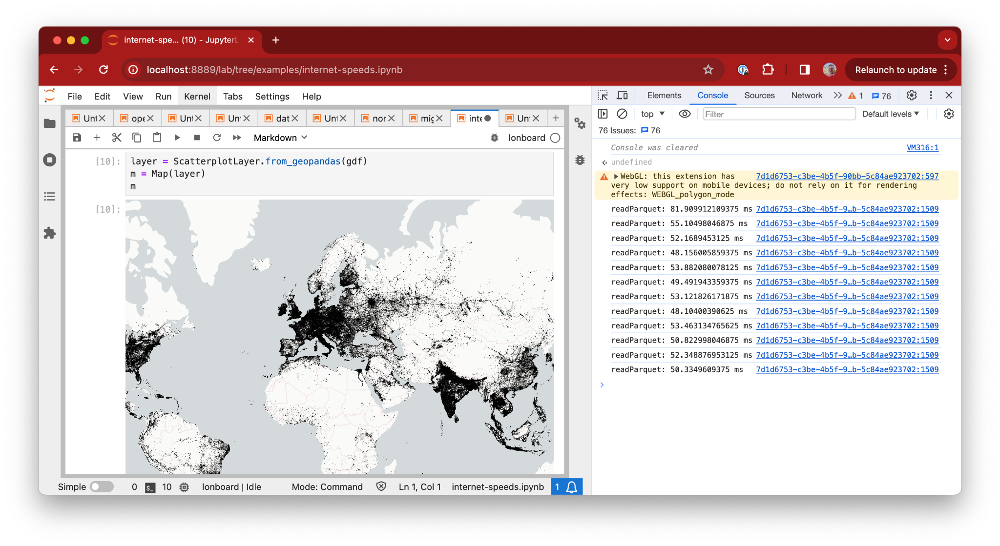 internet-spe... (10) - JupyterL
localhost:8889/lab/tree/examples/internet-speeds.ipynb
Relaunch to update
File Edit View Run Kernel Tabs Settings Help
Unt ope Unt Unt dat Unt nor mig inte Unt
Markdown
lonboard
[10]:
layer = ScatterplotLayer.from_geopandas(gdf)
m = Map(layer)
m
[10]:
Simple 0 $_ 10 lonboard | Idle Mode: Command Ln 1, Col 1 internet-speeds.ipynb 1
Elements Console Sources Network 1 76
top Filter Default levels
76 Issues: 76
Console was cleared VM316:1
undefined
WebGL: this extension has 7d1d6753-c3be-4b5f-90bb-5c84ae923702:597
very low support on mobile devices; do not rely on it for rendering
effects: WEBGL_polygon_mode
readParquet: 81.909912109375 ms 7d1d6753-c3be-4b5f-9…b-5c84ae923702:1509
readParquet: 55.10498046875 ms 7d1d6753-c3be-4b5f-9…b-5c84ae923702:1509
readParquet: 52.1689453125 ms 7d1d6753-c3be-4b5f-9…b-5c84ae923702:1509
readParquet: 48.156005859375 ms 7d1d6753-c3be-4b5f-9…b-5c84ae923702:1509
readParquet: 53.882080078125 ms 7d1d6753-c3be-4b5f-9…b-5c84ae923702:1509
readParquet: 49.491943359375 ms 7d1d6753-c3be-4b5f-9…b-5c84ae923702:1509
readParquet: 53.121826171875 ms 7d1d6753-c3be-4b5f-9…b-5c84ae923702:1509
readParquet: 48.10400390625 ms 7d1d6753-c3be-4b5f-9…b-5c84ae923702:1509
readParquet: 53.463134765625 ms 7d1d6753-c3be-4b5f-9…b-5c84ae923702:1509
readParquet: 50.822998046875 ms 7d1d6753-c3be-4b5f-9…b-5c84ae923702:1509
readParquet: 52.348876953125 ms 7d1d6753-c3be-4b5f-9…b-5c84ae923702:1509
readParquet: 50.3349609375 ms 7d1d6753-c3be-4b5f-9…b-5c84ae923702:1509